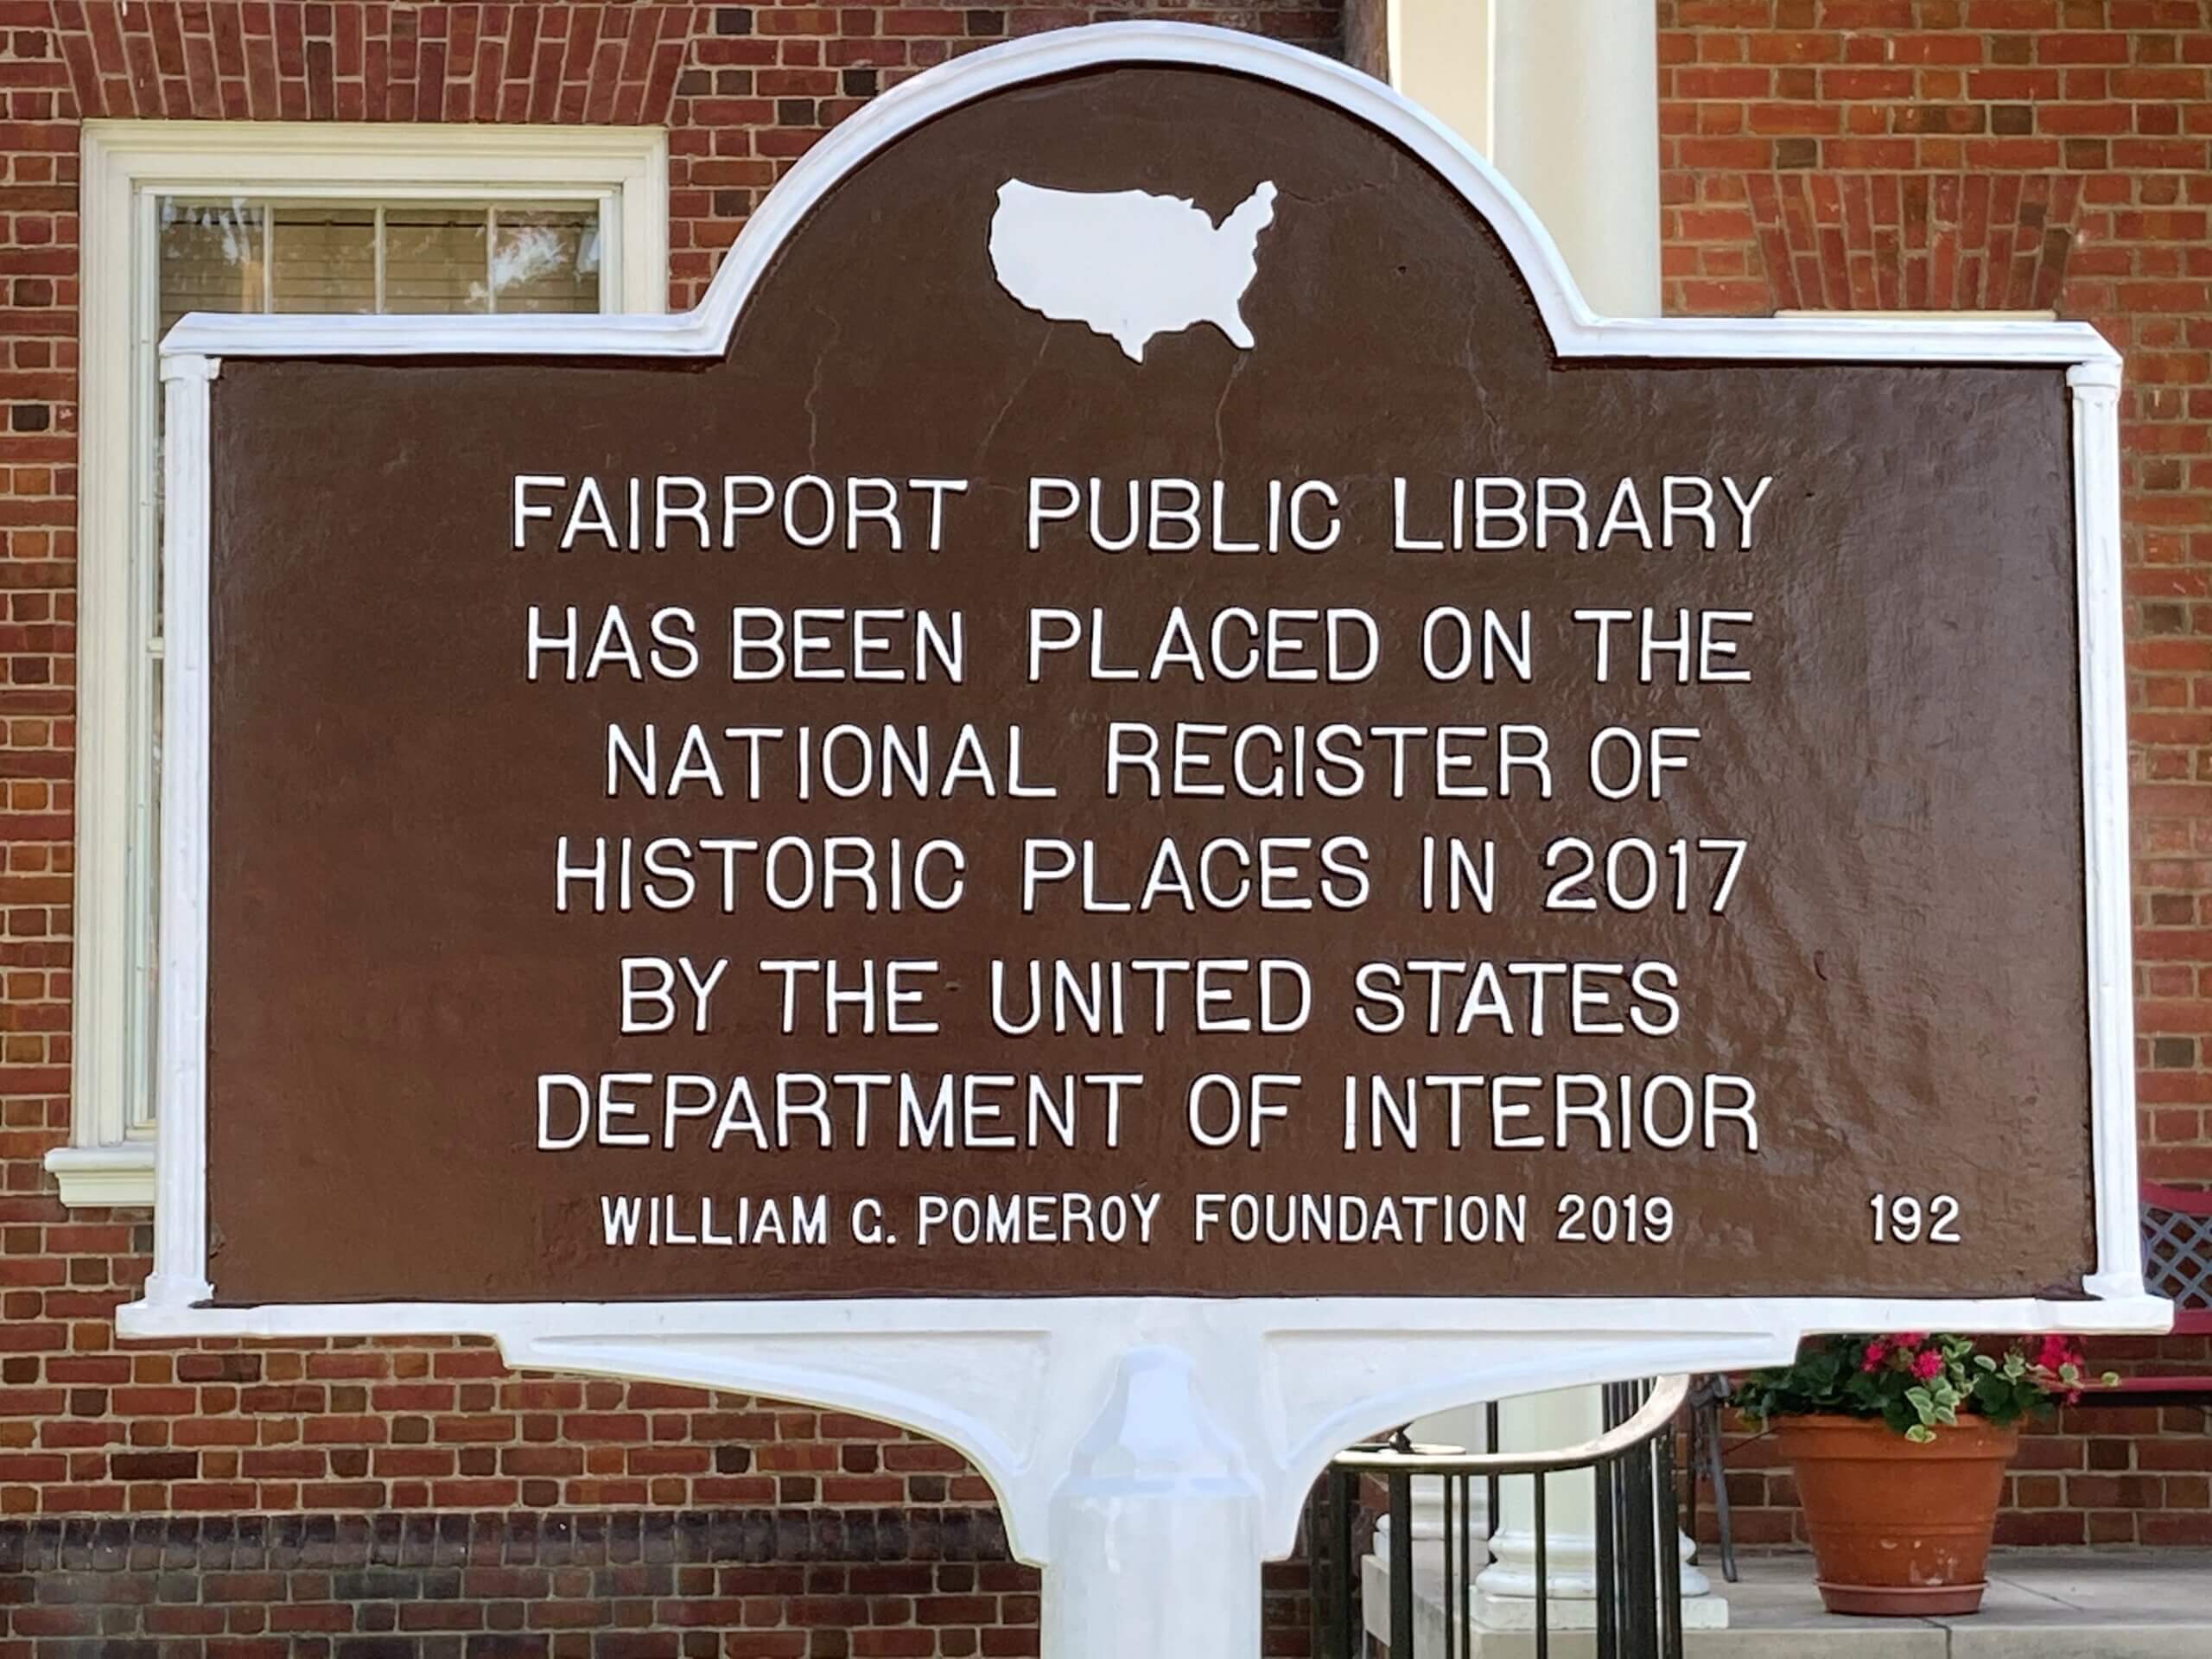 FAIRPORT PUBLIC LIBRARY
HAS BEEN PLACED ON THE
NATIONAL REGISTER OF
HISTORIC PLACES IN 2017
BY THE UNITED STATES
DEPARTMENT OF INTERIOR
WILLIAM G. POMEROY FOUNDATION 2019 192